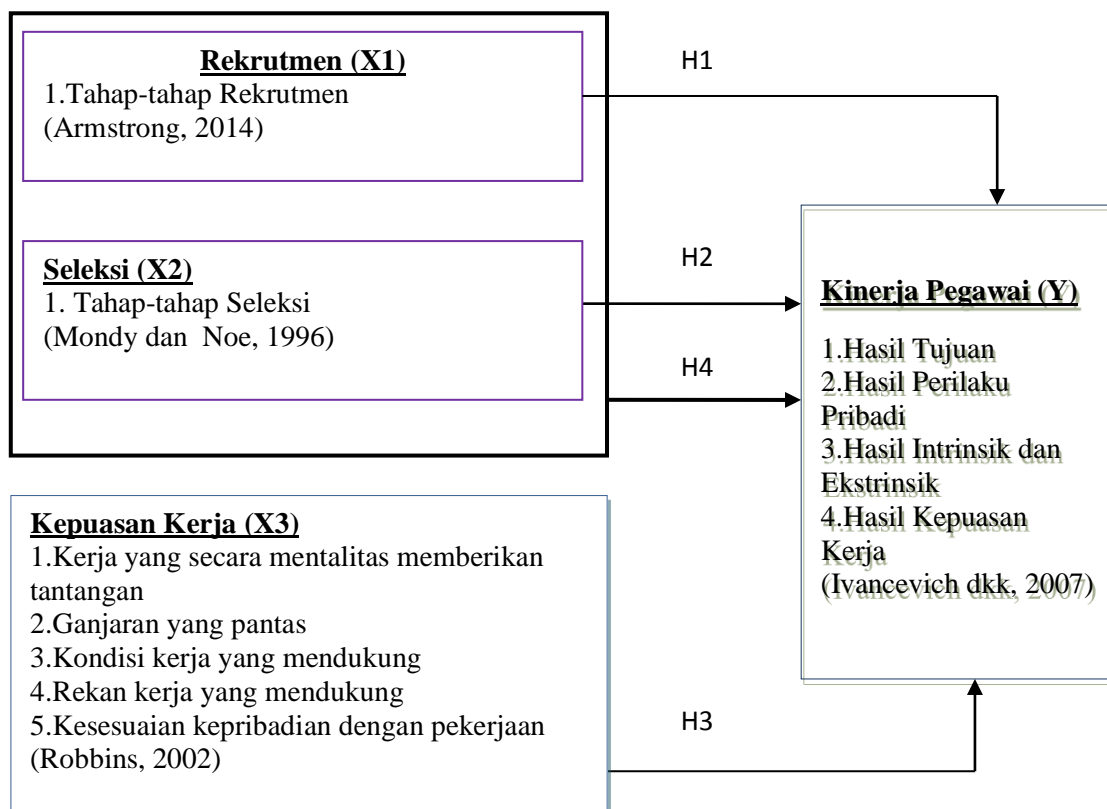 Rekrutmen (X1)
1.Tahap-tahap Rekrutmen
(Armstrong, 2014)
H1
Seleksi (X2)
1. Tahap-tahap Seleksi
(Mondy dan Noe, 1996)
H2
H4
Kinerja Pegawai (Y)
1.Hasil Tujuan
2.Hasil Perilaku
Pribadi
3.Hasil Intrinsik dan
Ekstrinsik
4.Hasil Kepuasan
Kerja
(Ivancevich dkk, 2007)
Kepuasan Kerja (X3)
1.Kerja yang secara mentalitas memberikan
tantangan
2.Ganjaran yang pantas
3.Kondisi kerja yang mendukung
4.Rekan kerja yang mendukung
5.Kesesuaian kepribadian dengan pekerjaan
(Robbins, 2002)
H3